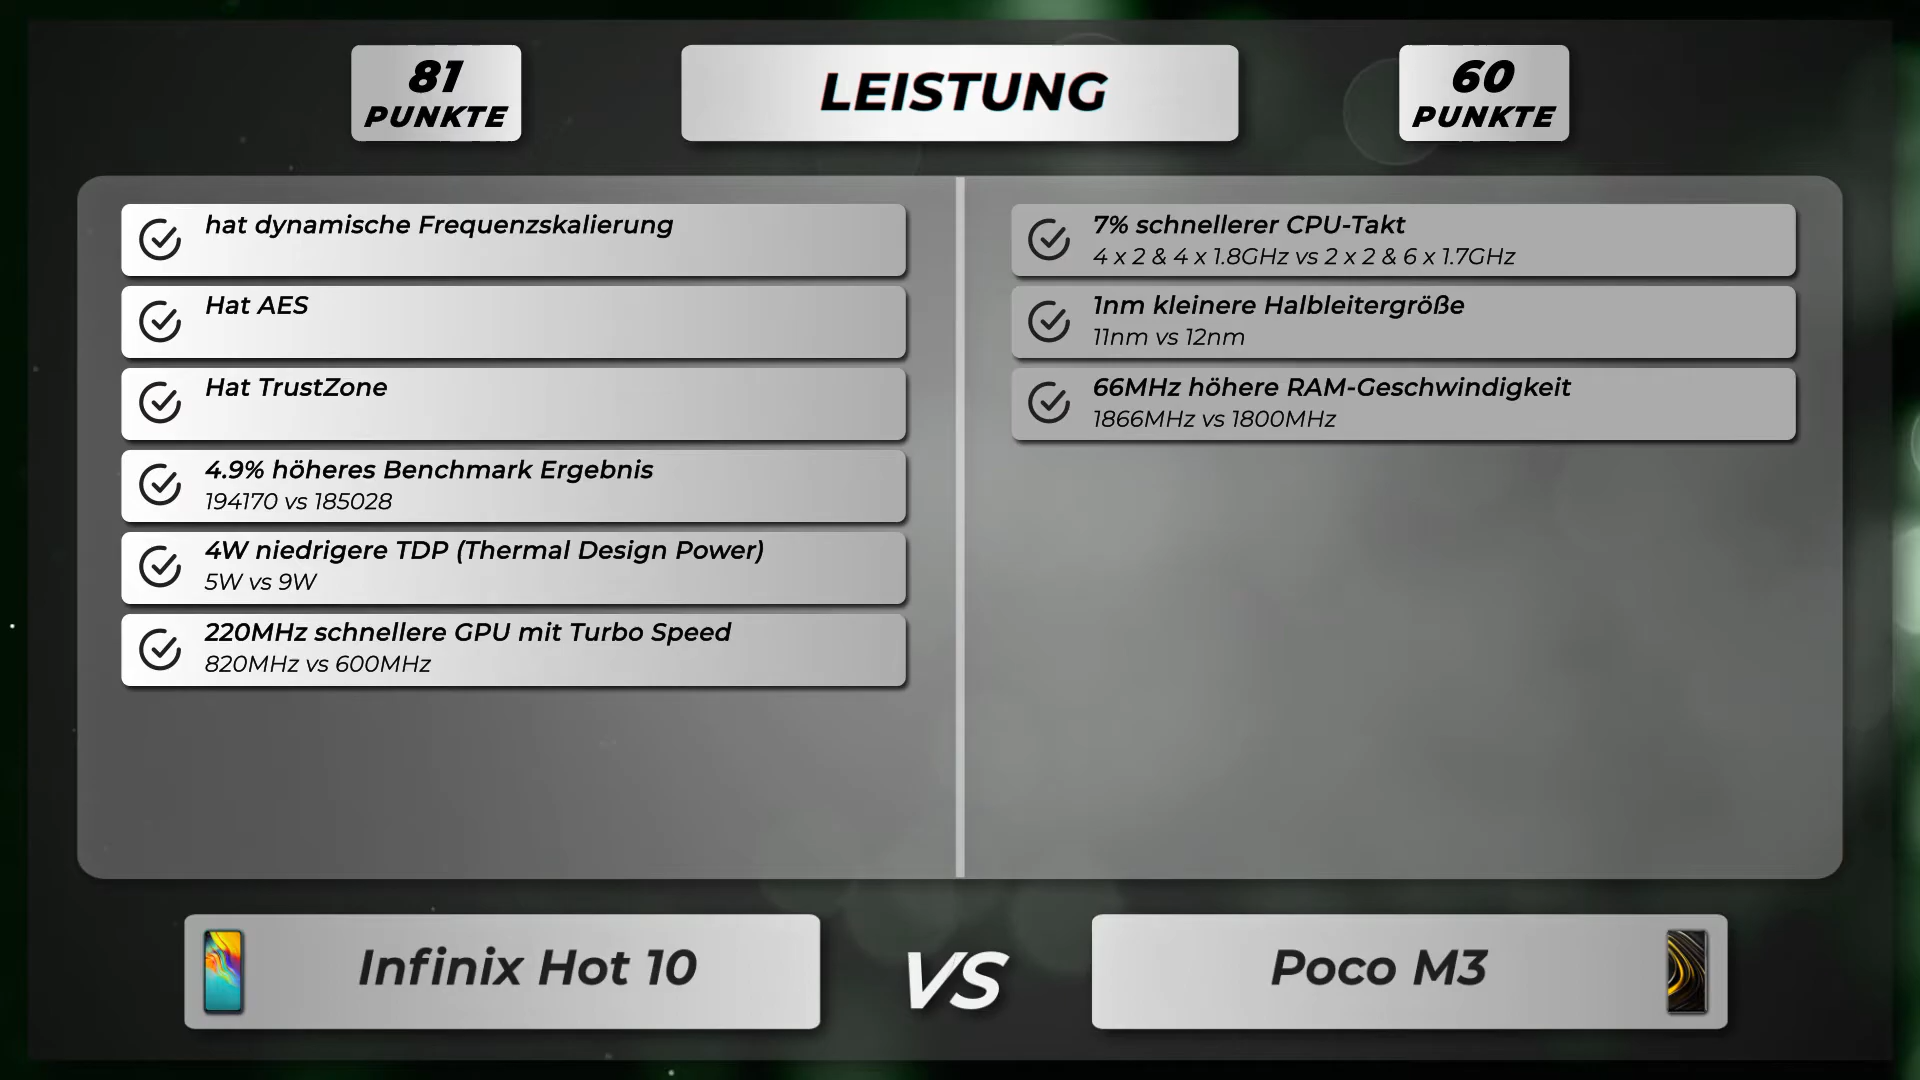 81
PUNKTE
LEISTUNG
60
PUNKTE
hat dynamische Frequenzskalierung
Hat AES
Hat TrustZone
4.9% höheres Benchmark Ergebnis
194170 vs 185028
4W niedrigere TDP (Thermal Design Power)
5W vs 9W
220MHz schnellere GPU mit Turbo Speed
820MHz vs 600MHz
7% schnellerer CPU-Takt
4 x 2 & 4 x 1.8GHz vs 2 x 2 & 6 x 1.7GHz
1nm kleinere Halbleitergröße
11nm vs 12nm
66MHz höhere RAM-Geschwindigkeit
1866MHz vs 1800MHz
Infinix Hot 10
VS
Poco M3